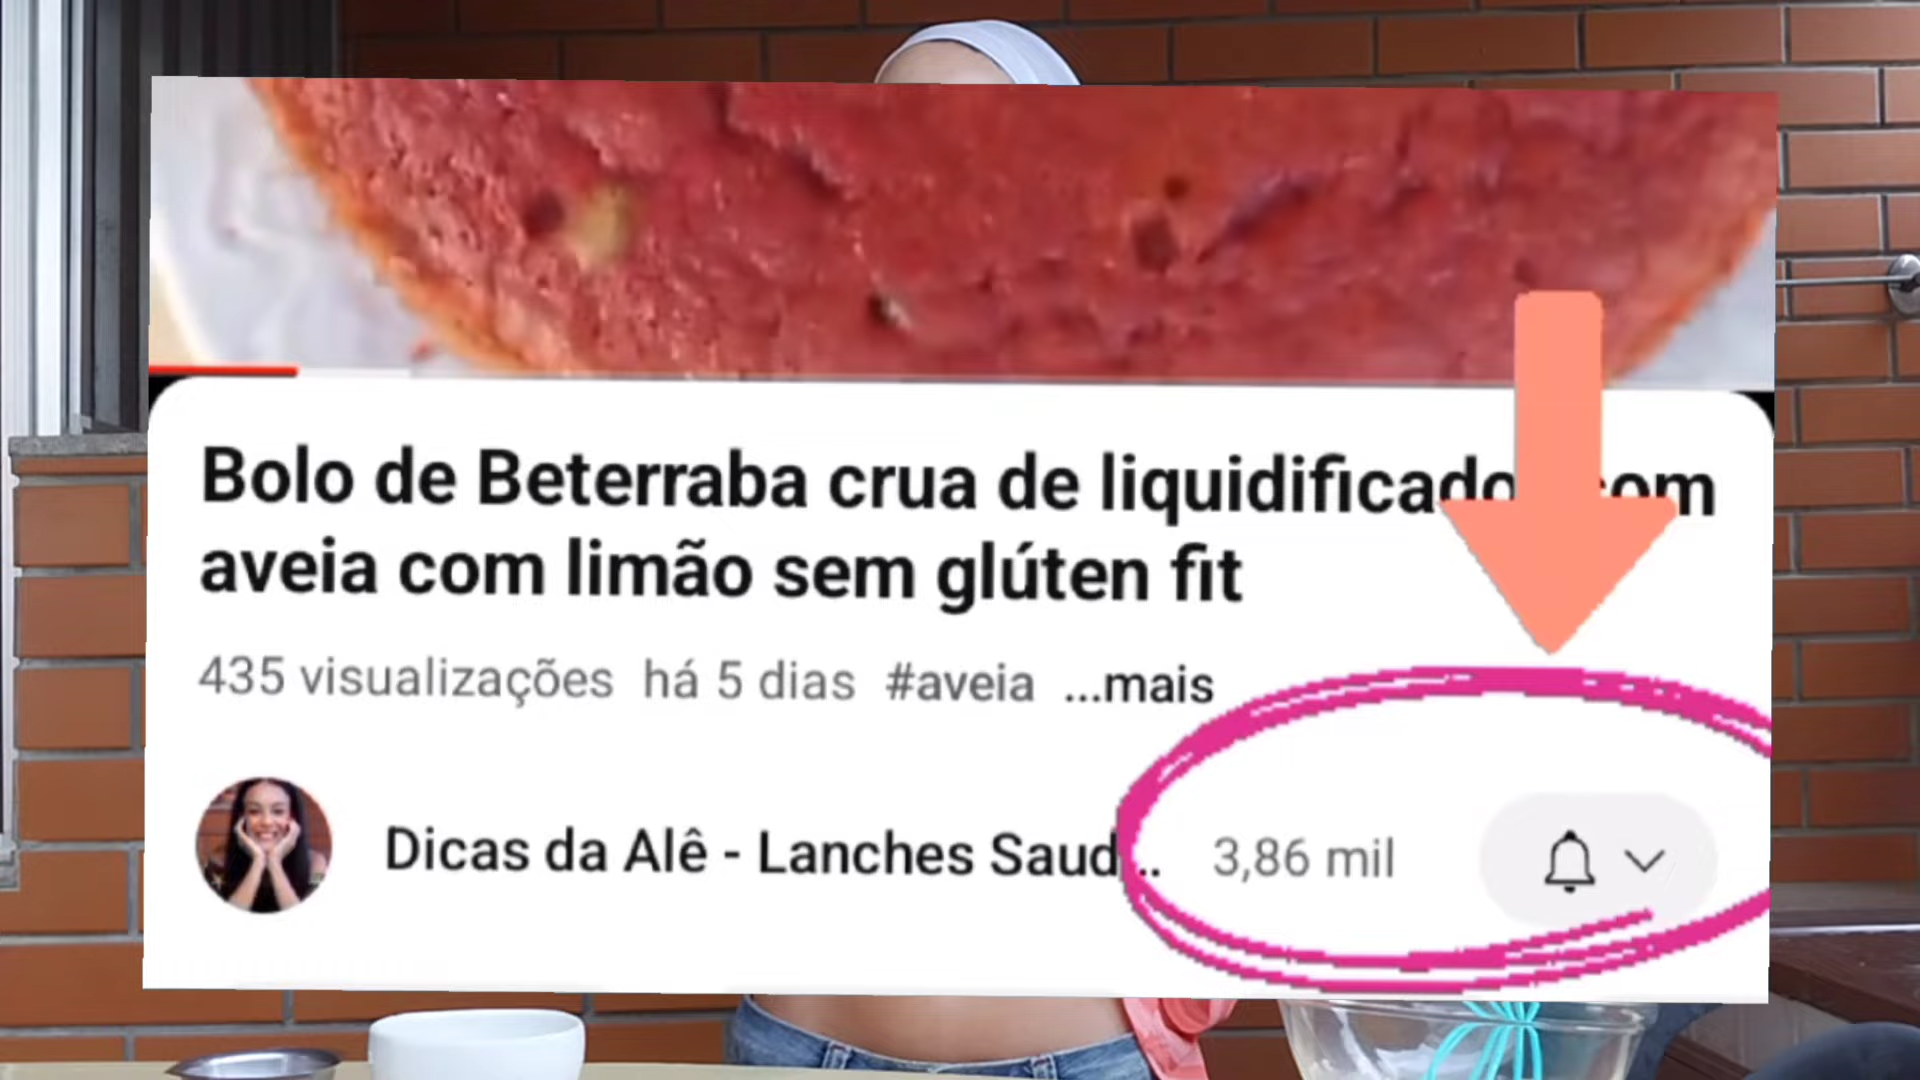 Bolo de Beterraba crua de liquidificador com
aveia com limão sem glúten fit
435 visualizações há 5 dias #aveia ...mais
Dicas da Alê - Lanches Saud... 3,86 mil